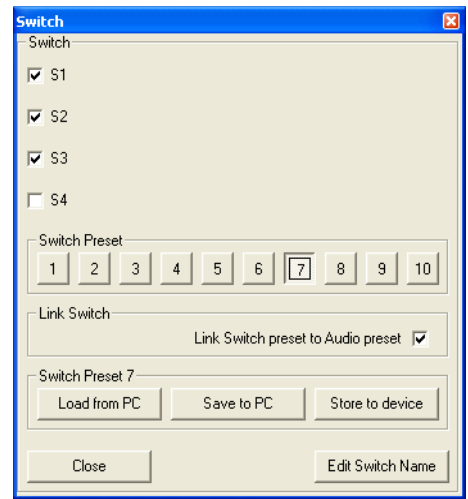 Switch
Switch
S1
S2
S3
S4
Switch Preset
1 2 3 4 5 6 7 8 9 10
Link Switch
Link Switch preset to Audio preset
Switch Preset 7
Load from PC Save to PC Store to device
Close Edit Switch Name